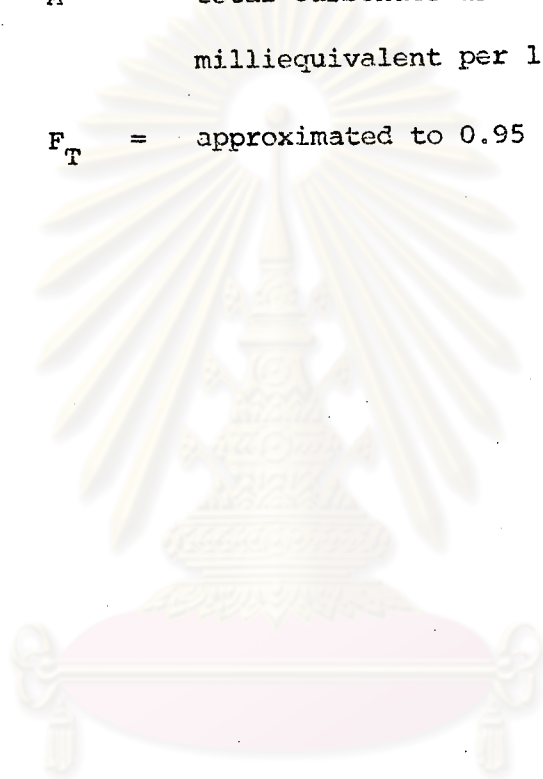 milliequivalent per l
F_T = approximated to 0.95